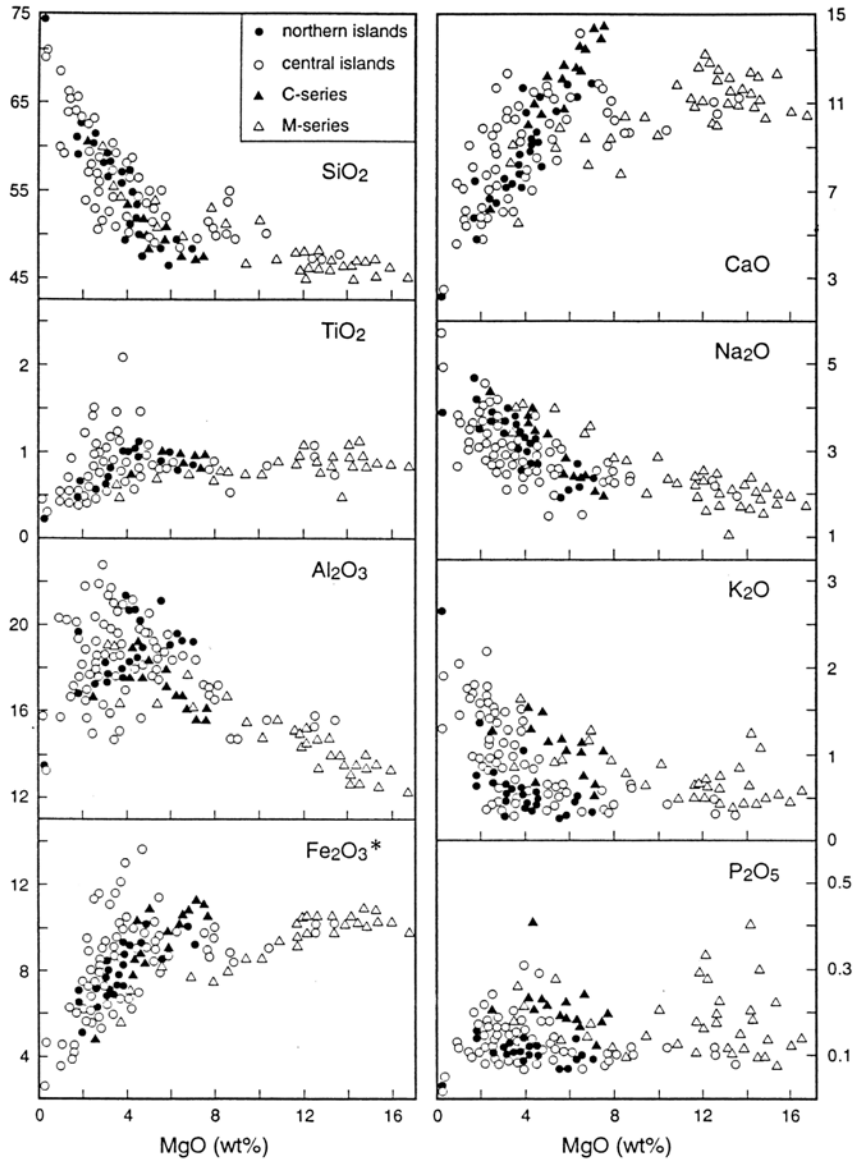 75
65
55
45
● northern islands
○ central islands
▲ C-series
△ M-series
SiO₂
2
1
0
TiO₂
20
16
12
Al₂O₃
12
8
4
Fe₂O₃*
0 4 8 12 16
MgO (wt%)
15
11
7
3
CaO
5
3
1
Na₂O
3
2
1
0
K₂O
0.5
0.3
0.1
P₂O₅
0 4 8 12 16
MgO (wt%)